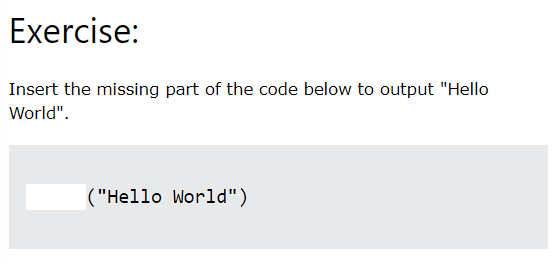 Exercise:
Insert the missing part of the code below to output "Hello
World".
("Hello World")